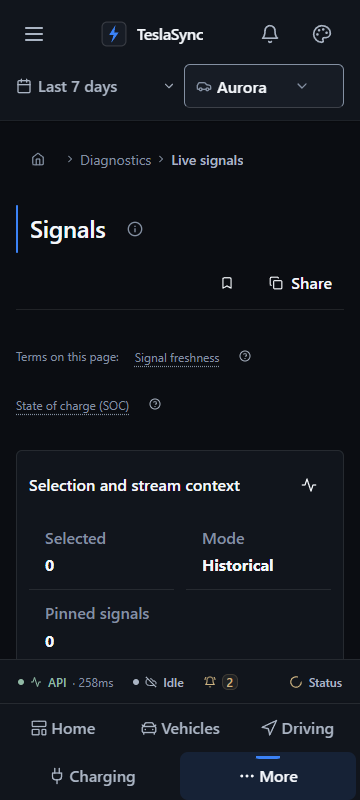 TeslaSync
Last 7 days Aurora
Diagnostics Live signals
Signals
Share
Terms on this page: Signal freshness
State of charge (SOC)
Selection and stream context
Selected Mode
0 Historical
Pinned signals
0
API · 258ms Idle 2 Status
Home Vehicles Driving
Charging More